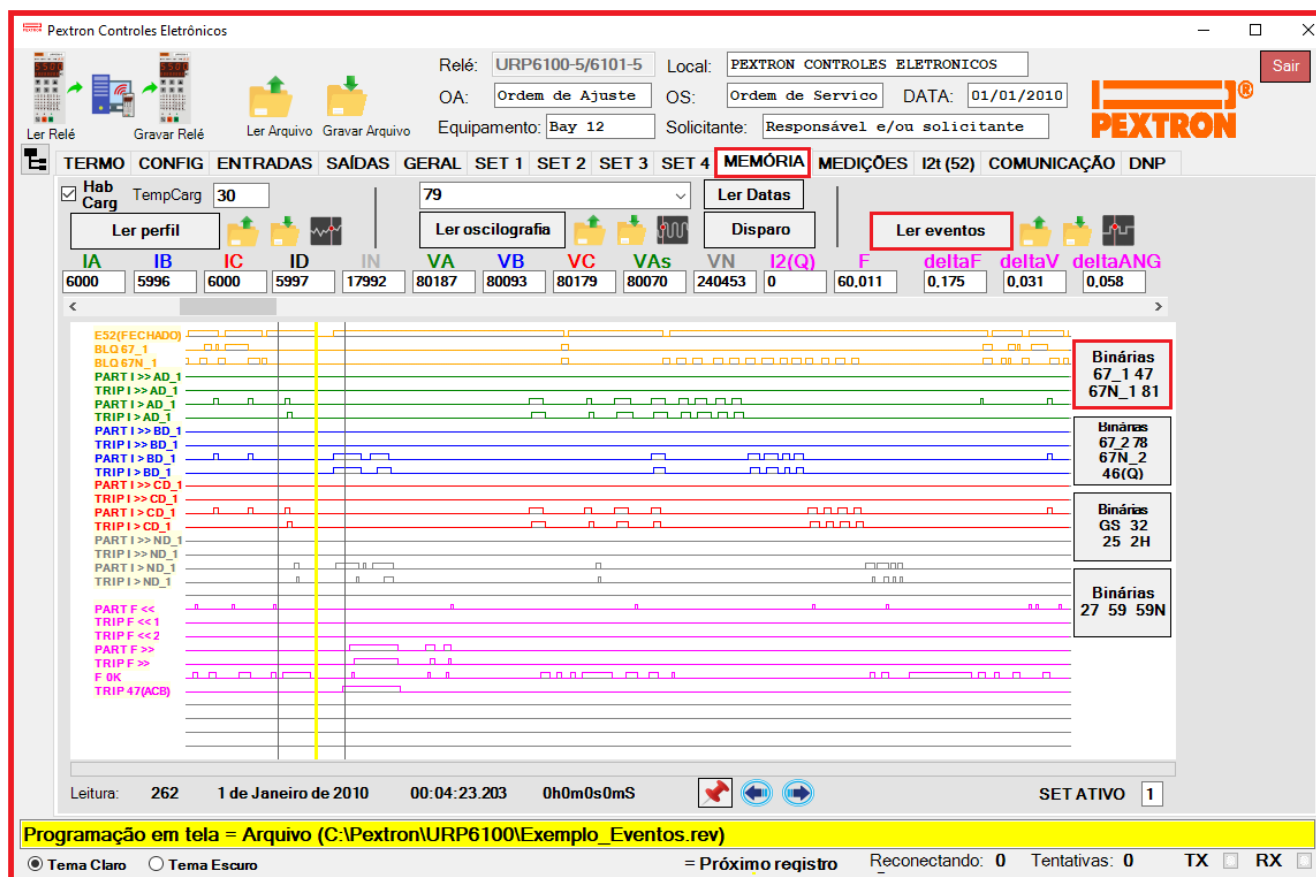 Pextron Controles Eletrônicos
Relé: URP6100-5/6101-5 Local: PEXTRON CONTROLES ELETRONICOS Sair
OA: Ordem de Ajuste OS: Ordem de Servico DATA: 01/01/2010
Ler Relé Gravar Relé Ler Arquivo Gravar Arquivo Equipamento: Bay 12 Solicitante: Responsável e/ou solicitante
PEXTRON®
TERMO CONFIG ENTRADAS SAÍDAS GERAL SET 1 SET 2 SET 3 SET 4 MEMÓRIA MEDIÇÕES I2t (52) COMUNICAÇÃO DNP
Hab Carg TempCarg 30 79 Ler Datas
Ler perfil Ler oscilografia Disparo Ler eventos
IA IB IC ID IN VA VB VC VAs VN I2(Q) F deltaF deltaV deltaANG
6000 5996 6000 5997 17992 80187 80093 80179 80070 240453 0 60.011 0.175 0.031 0.058
E52(FECHADO)
BLQ 67_1
BLQ 67N_1
PART I >> AD_1
TRIP I >> AD_1
PART I > AD_1
TRIP I > AD_1
PART I >> BD_1
TRIP I >> BD_1
PART I > BD_1
TRIP I > BD_1
PART I >> CD_1
TRIP I >> CD_1
PART I > CD_1
TRIP I > CD_1
PART I >> ND_1
TRIP I >> ND_1
PART I > ND_1
TRIP I > ND_1
PART F <<
TRIP F <<1
TRIP F <<2
PART F >>
TRIP F >>
F 0K
TRIP 47(ACB)
Binárias
67_1 47
67N_1 81
Binárias
67_2 78
67N_2
46(Q)
Binárias
GS 32
25 2H
Binárias
27 59 59N
Leitura: 262 1 de Janeiro de 2010 00:04:23.203 0h0m0s0mS SET ATIVO 1
Programação em tela = Arquivo (C:\Pextron\URP6100\Exemplo_Eventos.rev)
Tema Claro Tema Escuro = Próximo registro Reconectando: 0 Tentativas: 0 TX RX